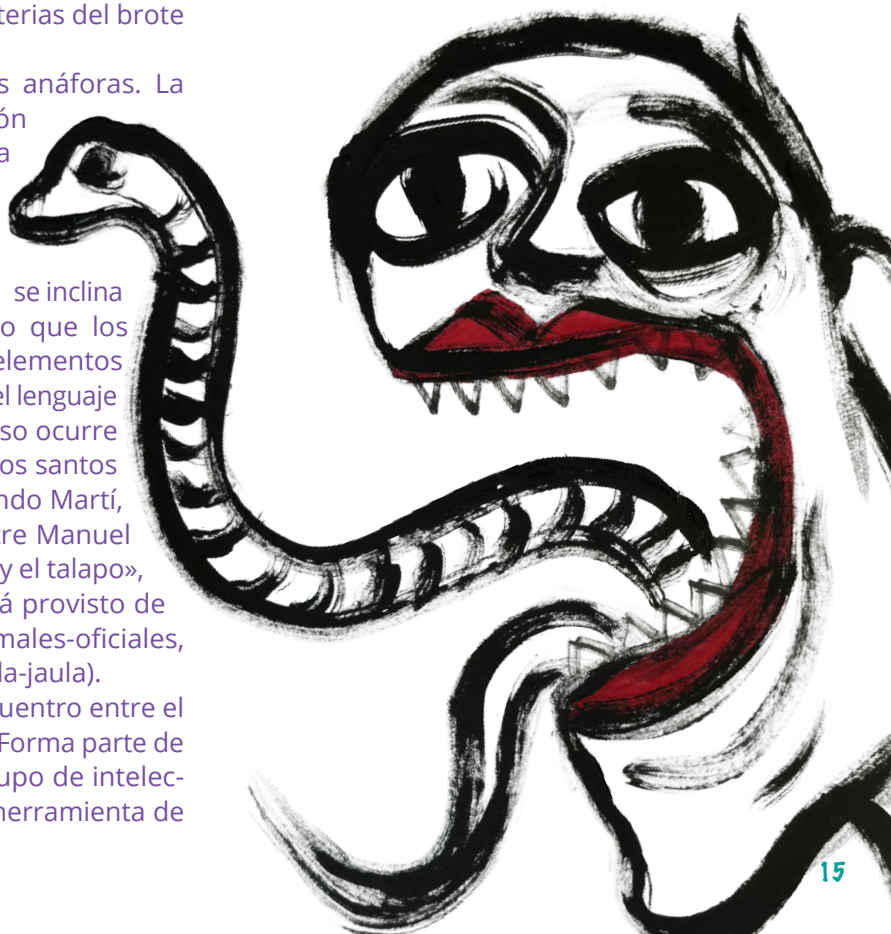 terias del brote
s anáforas. La
ón
a
se inclina
o que los
elementos
el lenguaje
so ocurre
os santos
ndo Martí,
tre Manuel
y el talapo»,
á provisto de
males-oficiales,
la-jaula).
uentro entre el
Forma parte de
upo de intelec-
herramienta de
15